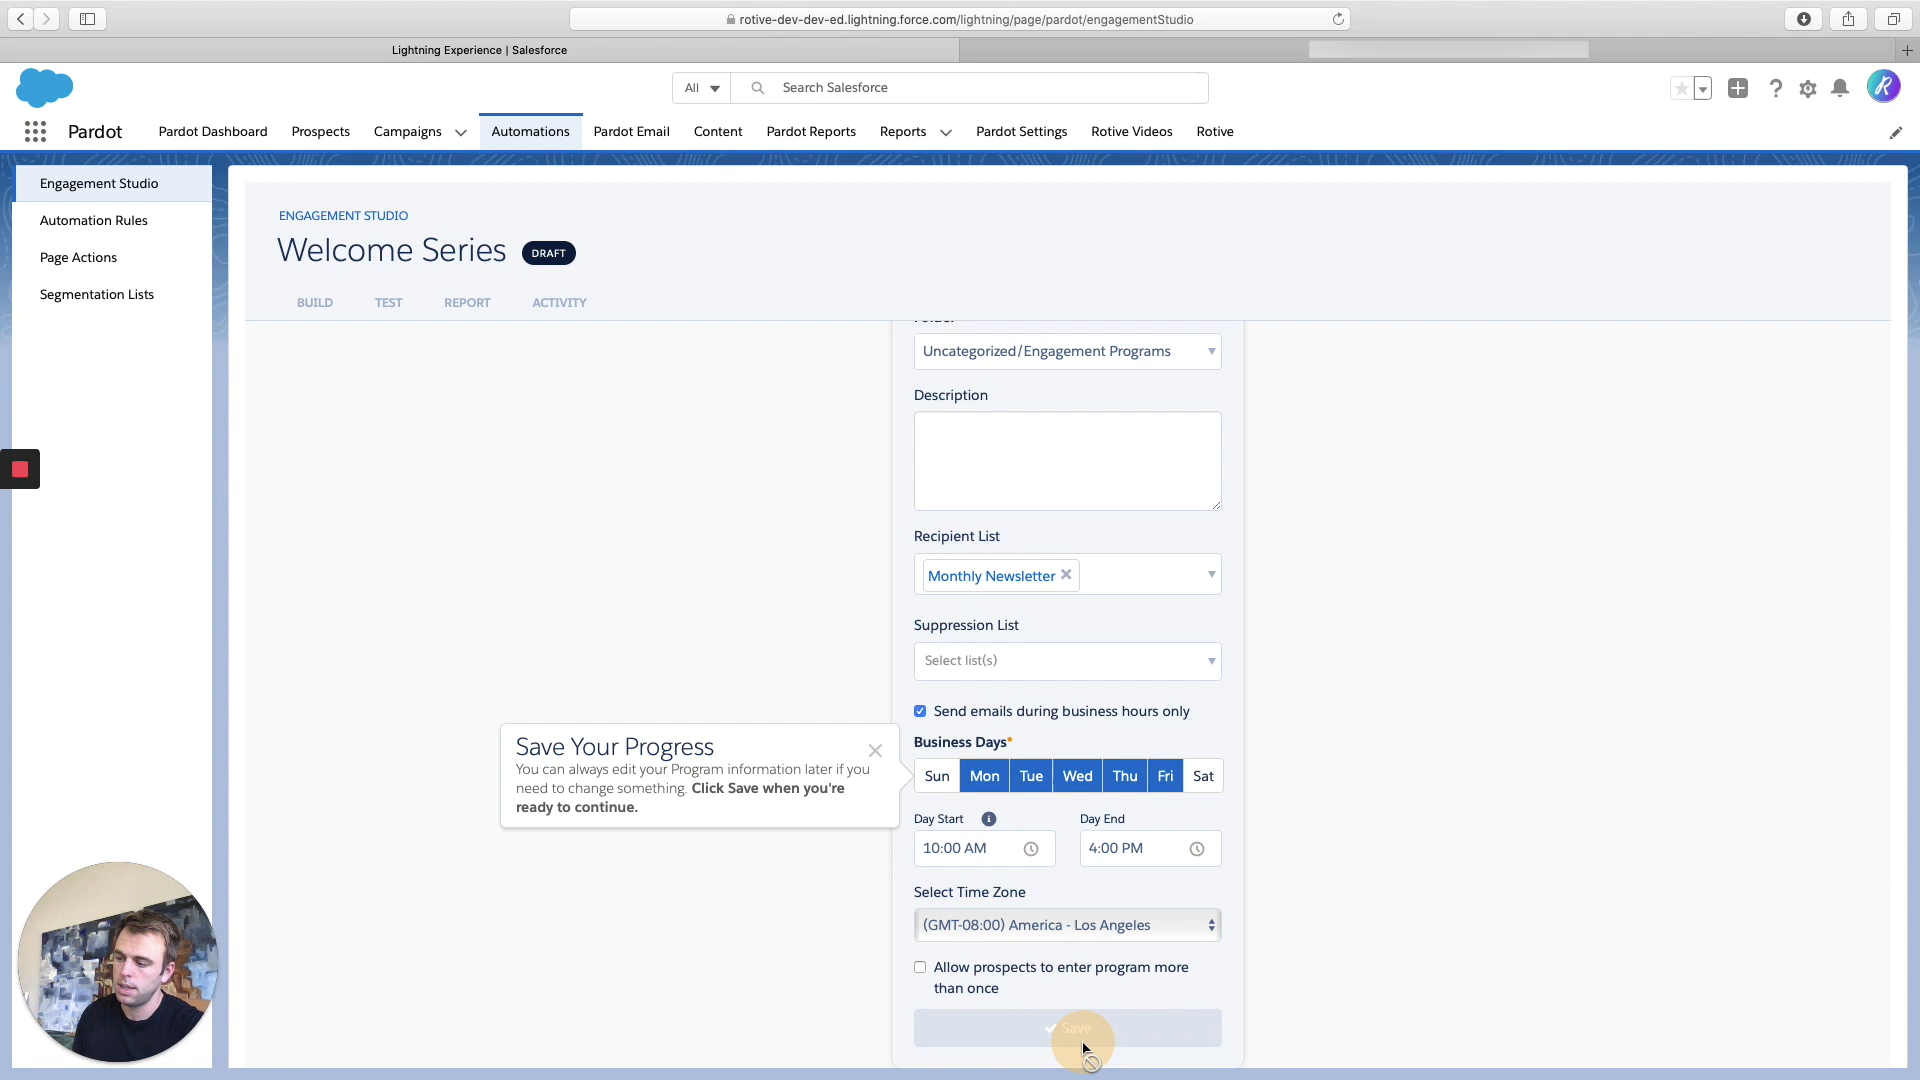 rotive-dev-dev-ed.lightning.force.com/lightning/page/pardot/engagementStudio
Lightning Experience | Salesforce
All
Search Salesforce
Pardot
Pardot Dashboard
Prospects
Campaigns
Automations
Pardot Email
Content
Pardot Reports
Reports
Pardot Settings
Rotive Videos
Rotive
Engagement Studio
Automation Rules
Page Actions
Segmentation Lists
ENGAGEMENT STUDIO
Welcome Series
DRAFT
BUILD
TEST
REPORT
ACTIVITY
Uncategorized/Engagement Programs
Description
Recipient List
Monthly Newsletter
Suppression List
Select list(s)
Send emails during business hours only
Business Days*
Sun Mon Tue Wed Thu Fri Sat
Save Your Progress
You can always edit your Program information later if you
need to change something. Click Save when you're
ready to continue.
Day Start
Day End
10:00 AM
4:00 PM
Select Time Zone
(GMT-08:00) America - Los Angeles
Allow prospects to enter program more
than once
Save